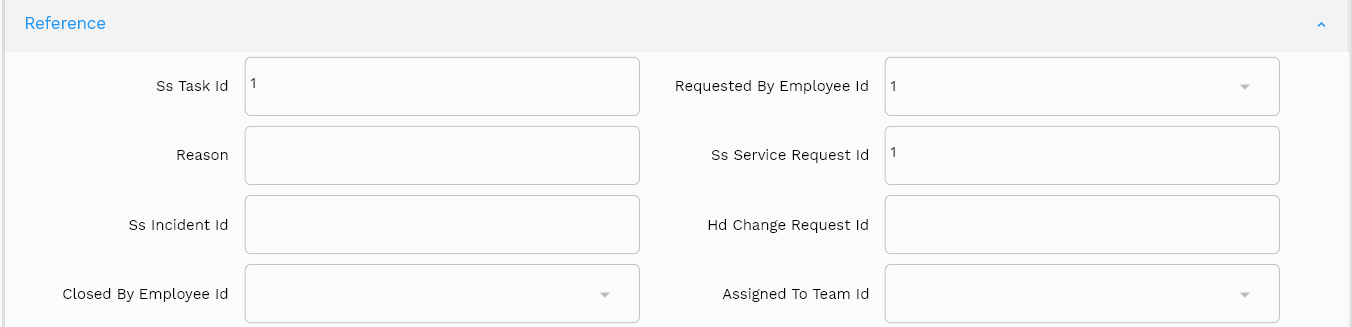 Reference
Ss Task Id 1 Requested By Employee Id 1
Reason Ss Service Request Id 1
Ss Incident Id Hd Change Request Id
Closed By Employee Id Assigned To Team Id